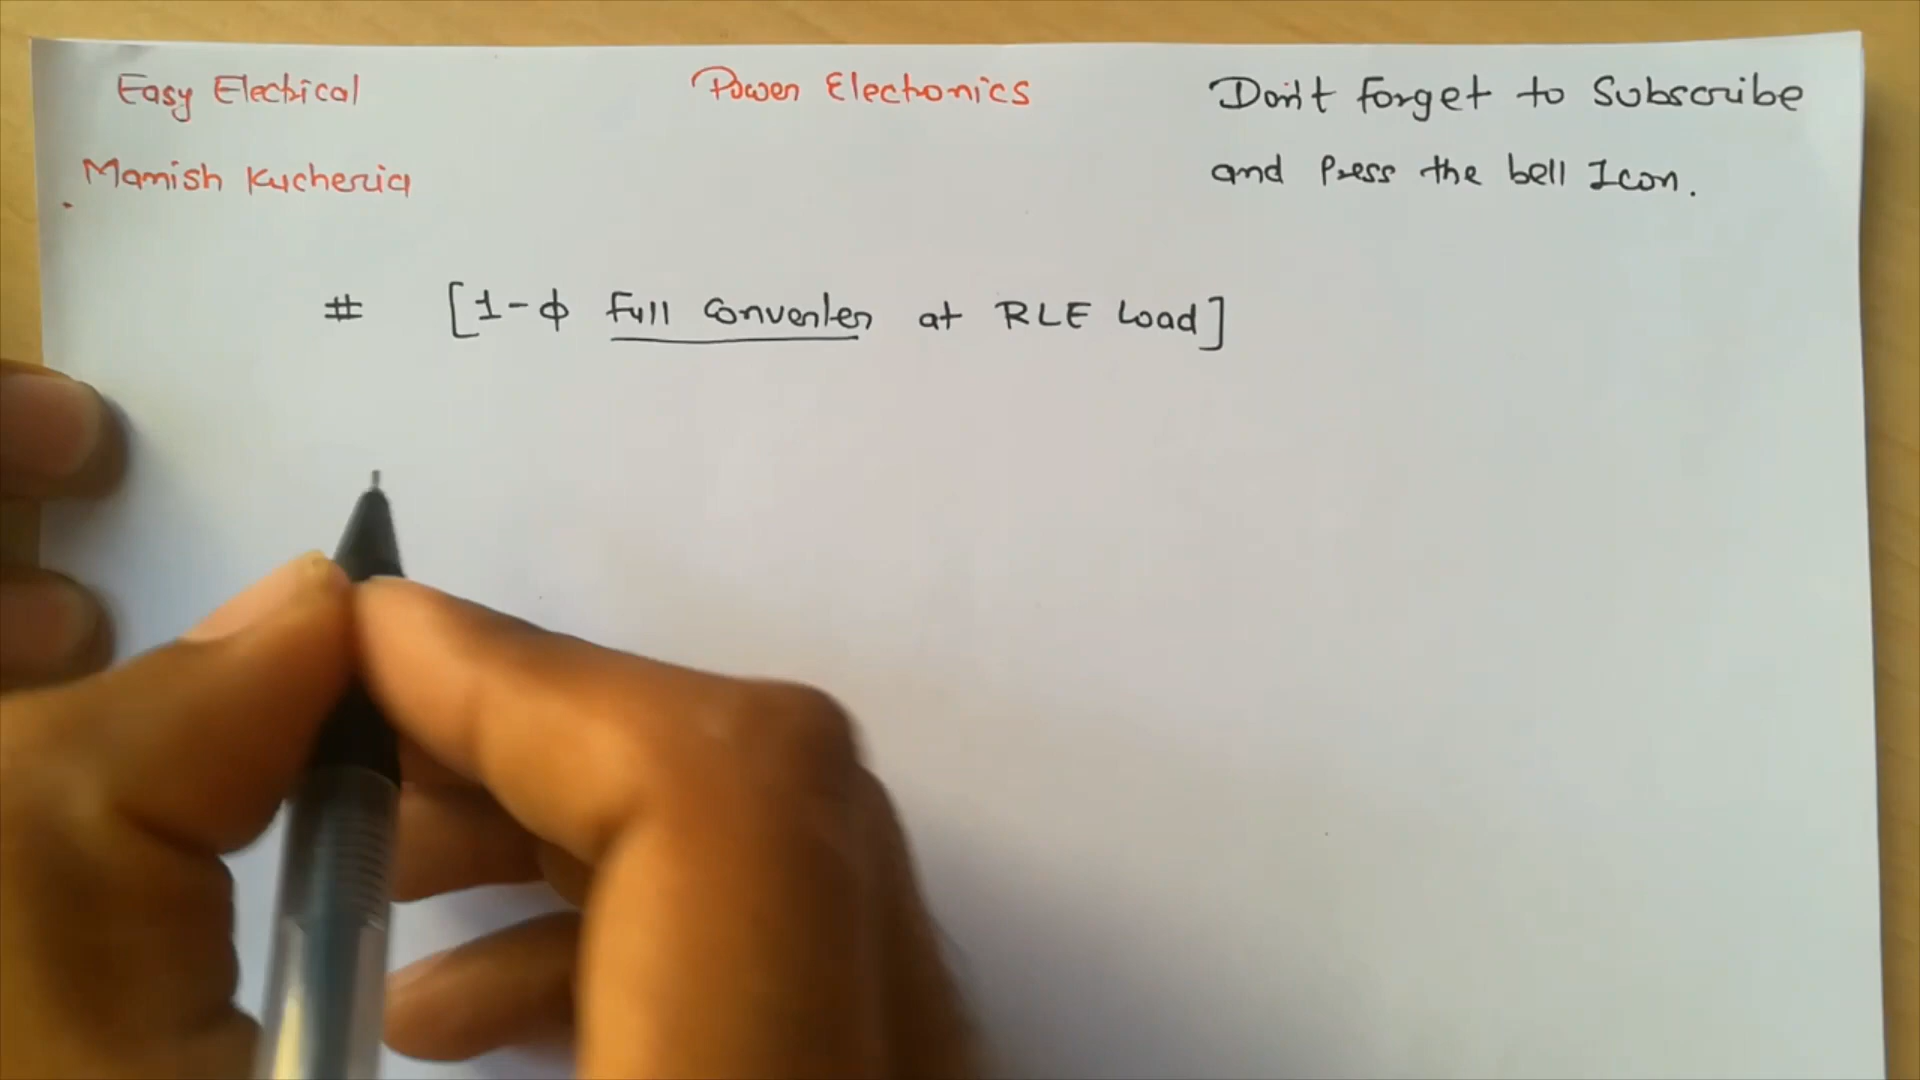 Easy Electrical
Manish Kucheria
Power Electronics
Don't forget to Subscribe
and Press the bell Icon.
# [1-ф Full Converter at RLE Load]